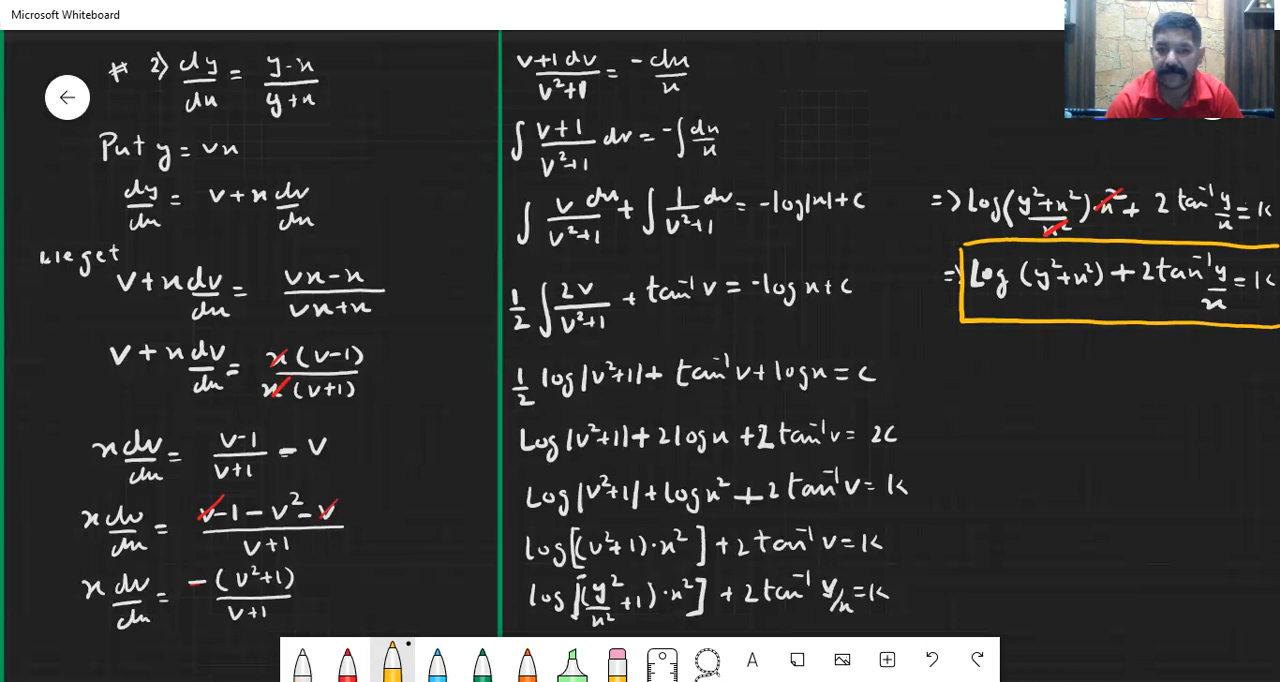 Microsoft Whiteboard
# 2) dy/dx = y-x/y+x
Put y = vx
dy/dx = v + x dv/dx
we get
v + x dv/dx = vx - x/vx + x
v + x dv/dx = x(v-1)/x(v+1)
x dv/dx = v-1/v+1 - v
x dv/dx = v-1-v²-v/v+1
x dv/dx = -(v²+1)/v+1
v+1 dv/v²+1 = -dx/x
∫ v+1/v²+1 dv = -∫ dx/x
∫ v dx/v²+1 + ∫ 1/v²+1 dv = -log|x| + c
1/2 ∫ 2v/v²+1 + tan⁻¹ v = -log x + c
1/2 log|v²+1| + tan⁻¹ v + log x = c
Log|v²+1| + 2 log x + 2 tan⁻¹ v = 2c
Log|v²+1| + log x² + 2 tan⁻¹ v = K
log[(v²+1)·x²] + 2 tan⁻¹ v = K
log[(y²/x² + 1)·x²] + 2 tan⁻¹ y/x = K
=> log(y²+x²/x²)·x² + 2 tan⁻¹ y/x = K
=> Log (y²+x²) + 2 tan⁻¹ y/x = K
A